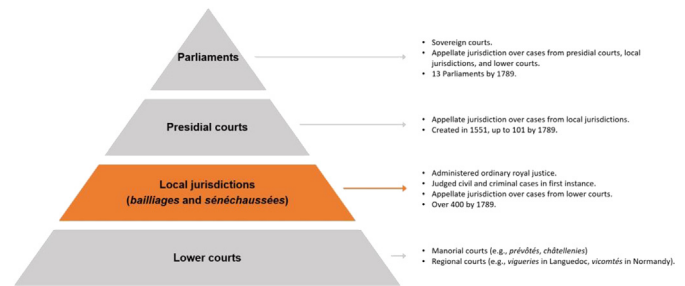 Parliaments
• Sovereign courts.
• Appellate jurisdiction over cases from presidial courts, local
jurisdictions, and lower courts.
• 13 Parliaments by 1789.
Presidial courts
• Appellate jurisdiction over cases from local jurisdictions.
• Created in 1551, up to 101 by 1789.
Local jurisdictions
(bailliages and sénéchaussées)
• Administered ordinary royal justice.
• Judged civil and criminal cases in first instance.
• Appellate jurisdiction over cases from lower courts.
• Over 400 by 1789.
Lower courts
• Manorial courts (e.g., prévôtés, châtellenies)
• Regional courts (e.g., vigueries in Languedoc, vicomtés in Normandy).